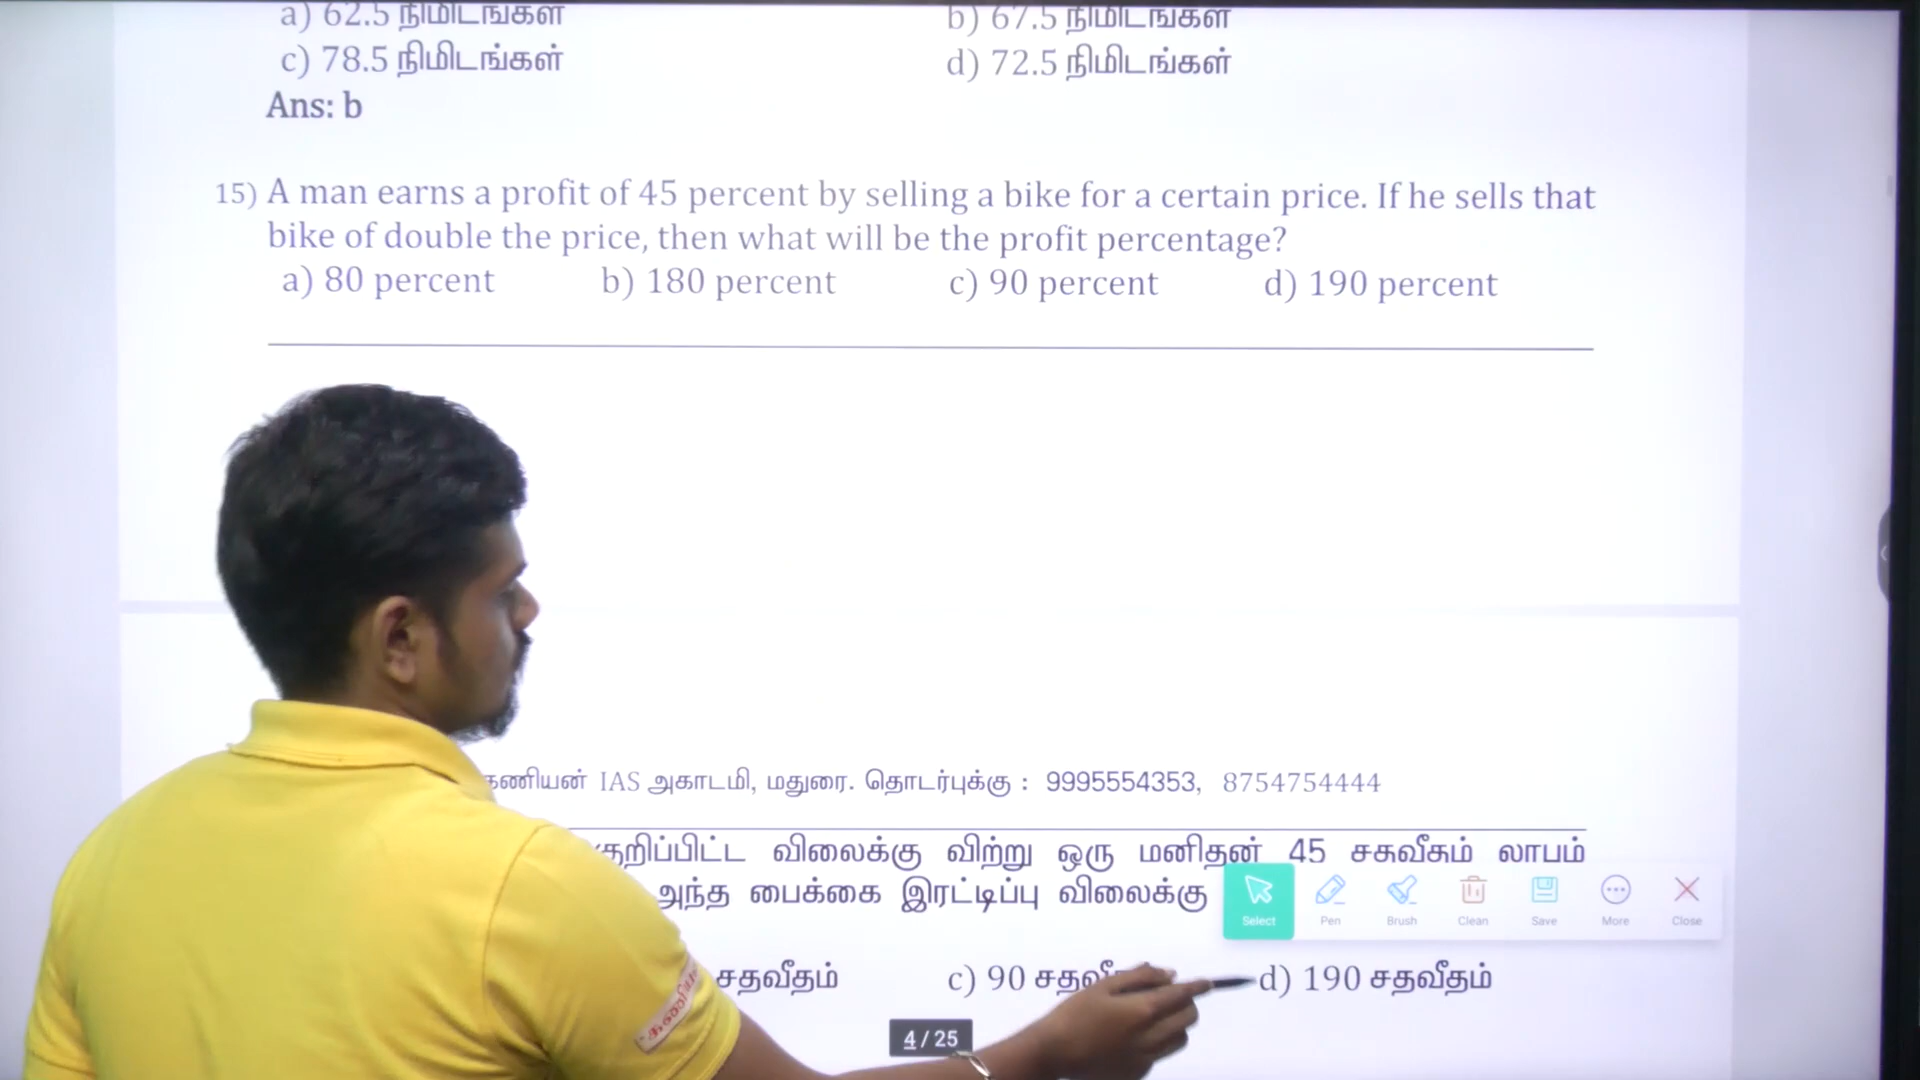 a) 62.5 நிமிடங்கள்
b) 67.5 நிமிடங்கள்
c) 78.5 நிமிடங்கள்
d) 72.5 நிமிடங்கள்
Ans: b
15) A man earns a profit of 45 percent by selling a bike for a certain price. If he sells that
bike of double the price, then what will be the profit percentage?
a) 80 percent b) 180 percent c) 90 percent d) 190 percent
கணியன் IAS அகாடமி, மதுரை. தொடர்புக்கு : 9995554353, 8754754444
குறிப்பிட்ட விலைக்கு விற்று ஒரு மனிதன் 45 சதவீதம் லாபம்
அந்த பைக்கை இரட்டிப்பு விலைக்கு
Select Pen Brush Clean Save More Close
சதவீதம் c) 90 d) 190 சதவீதம்
4 / 25